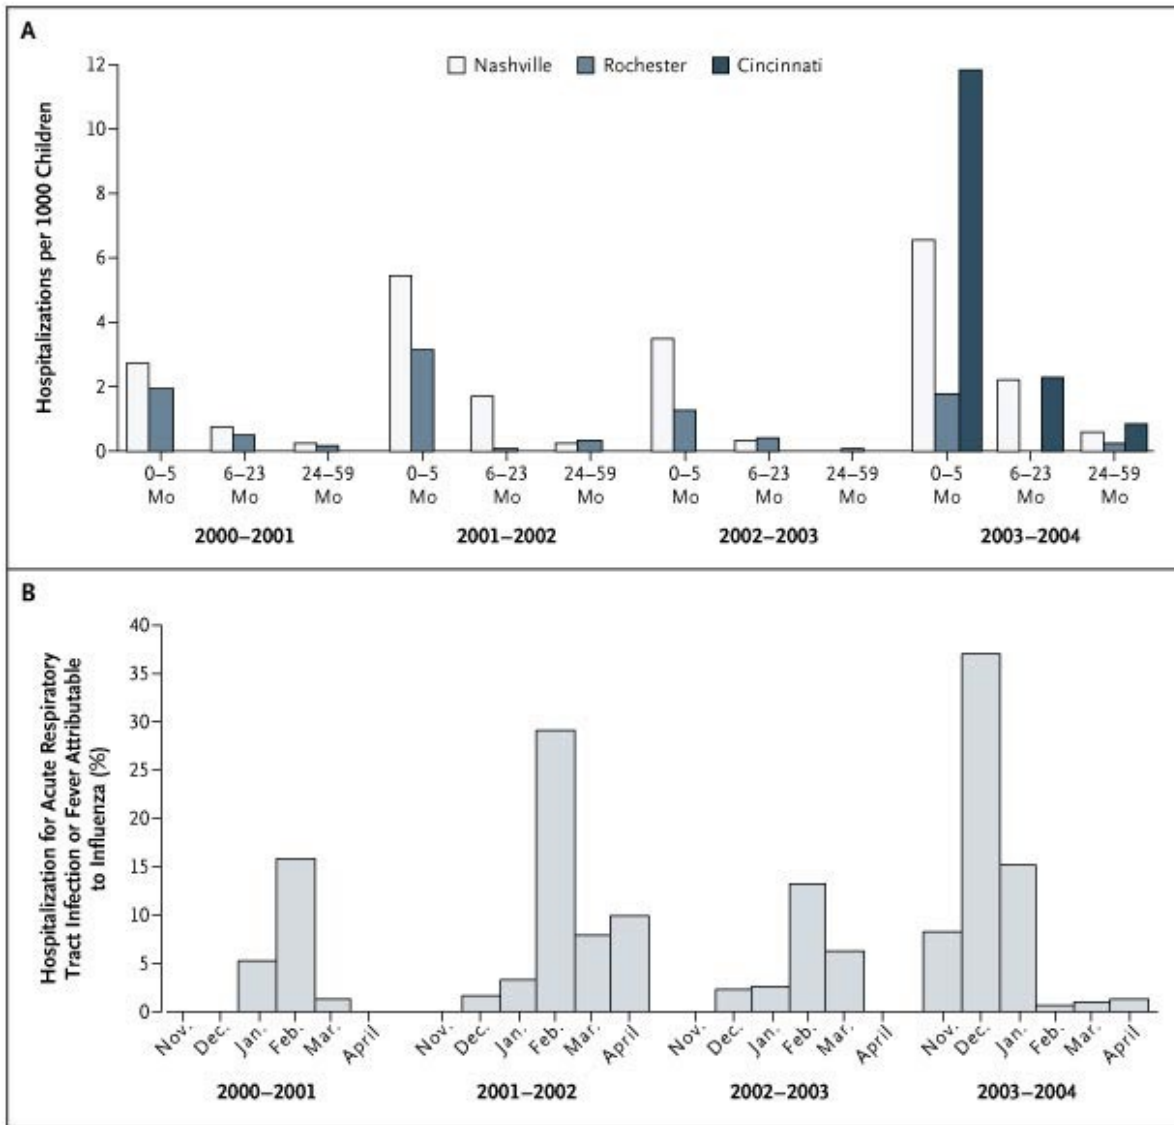 A
Nashville Rochester Cincinnati
Hospitalizations per 1000 Children
12
10
8
6
4
2
0
0–5 6–23 24–59 0–5 6–23 24–59 0–5 6–23 24–59 0–5 6–23 24–59
Mo Mo Mo Mo Mo Mo Mo Mo Mo Mo Mo Mo
2000–2001 2001–2002 2002–2003 2003–2004
B
Hospitalization for Acute Respiratory
Tract Infection or Fever Attributable
to Influenza (%)
40
35
30
25
20
15
10
5
0
Nov. Dec. Jan. Feb. Mar. April Nov. Dec. Jan. Feb. Mar. April Nov. Dec. Jan. Feb. Mar. April Nov. Dec. Jan. Feb. Mar. April
2000–2001 2001–2002 2002–2003 2003–2004